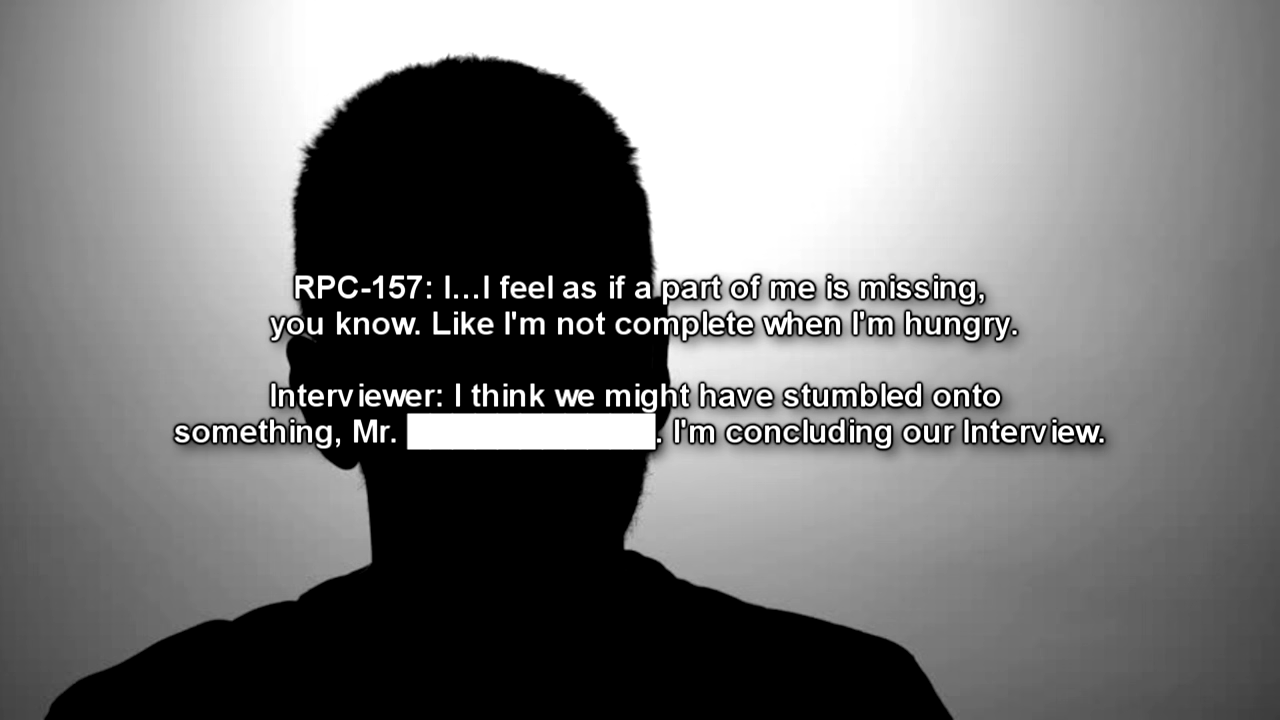 RPC-157: I...I feel as if a part of me is missing,
you know. Like I'm not complete when I'm hungry.
Interviewer: I think we might have stumbled onto
something, Mr. . I'm concluding our Interview.